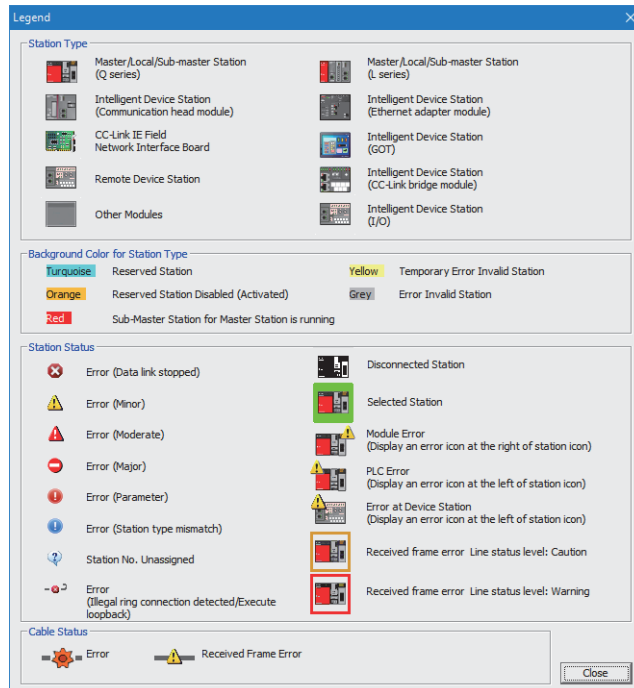 Legend
Station Type
Master/Local/Sub-master Station
(Q series)
Master/Local/Sub-master Station
(L series)
Intelligent Device Station
(Communication head module)
Intelligent Device Station
(Ethernet adapter module)
CC-Link IE Field
Network Interface Board
Intelligent Device Station
(GOT)
Remote Device Station
Intelligent Device Station
(CC-Link bridge module)
Other Modules
Intelligent Device Station
(I/O)
Background Color for Station Type
Turquoise Reserved Station
Yellow Temporary Error Invalid Station
Orange Reserved Station Disabled (Activated)
Grey Error Invalid Station
Red Sub-Master Station for Master Station is running
Station Status
Error (Data link stopped)
Error (Minor)
Error (Moderate)
Error (Major)
Error (Parameter)
Error (Station type mismatch)
Station No. Unassigned
Error
(Illegal ring connection detected/Execute
loopback)
Disconnected Station
Selected Station
Module Error
(Display an error icon at the right of station icon)
PLC Error
(Display an error icon at the left of station icon)
Error at Device Station
(Display an error icon at the left of station icon)
Received frame error Line status level: Caution
Received frame error Line status level: Warning
Cable Status
Error
Received Frame Error
Close